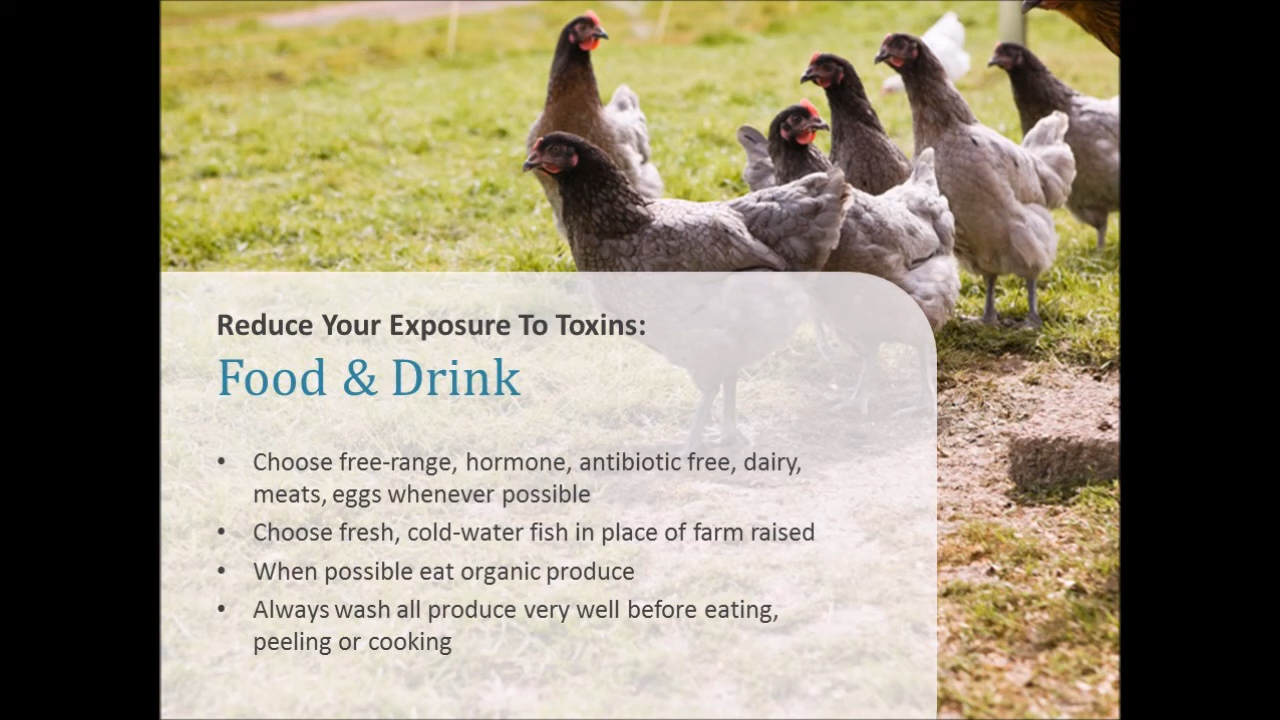 Reduce Your Exposure To Toxins:
Food & Drink
• Choose free-range, hormone, antibiotic free, dairy,
meats, eggs whenever possible
• Choose fresh, cold-water fish in place of farm raised
• When possible eat organic produce
• Always wash all produce very well before eating,
peeling or cooking